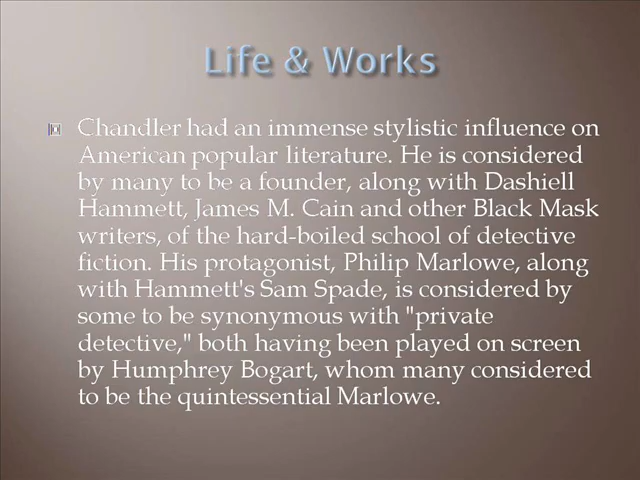 Life & Works
Chandler had an immense stylistic influence on
American popular literature. He is considered
by many to be a founder, along with Dashiell
Hammett, James M. Cain and other Black Mask
writers, of the hard-boiled school of detective
fiction. His protagonist, Philip Marlowe, along
with Hammett's Sam Spade, is considered by
some to be synonymous with "private
detective," both having been played on screen
by Humphrey Bogart, whom many considered
to be the quintessential Marlowe.